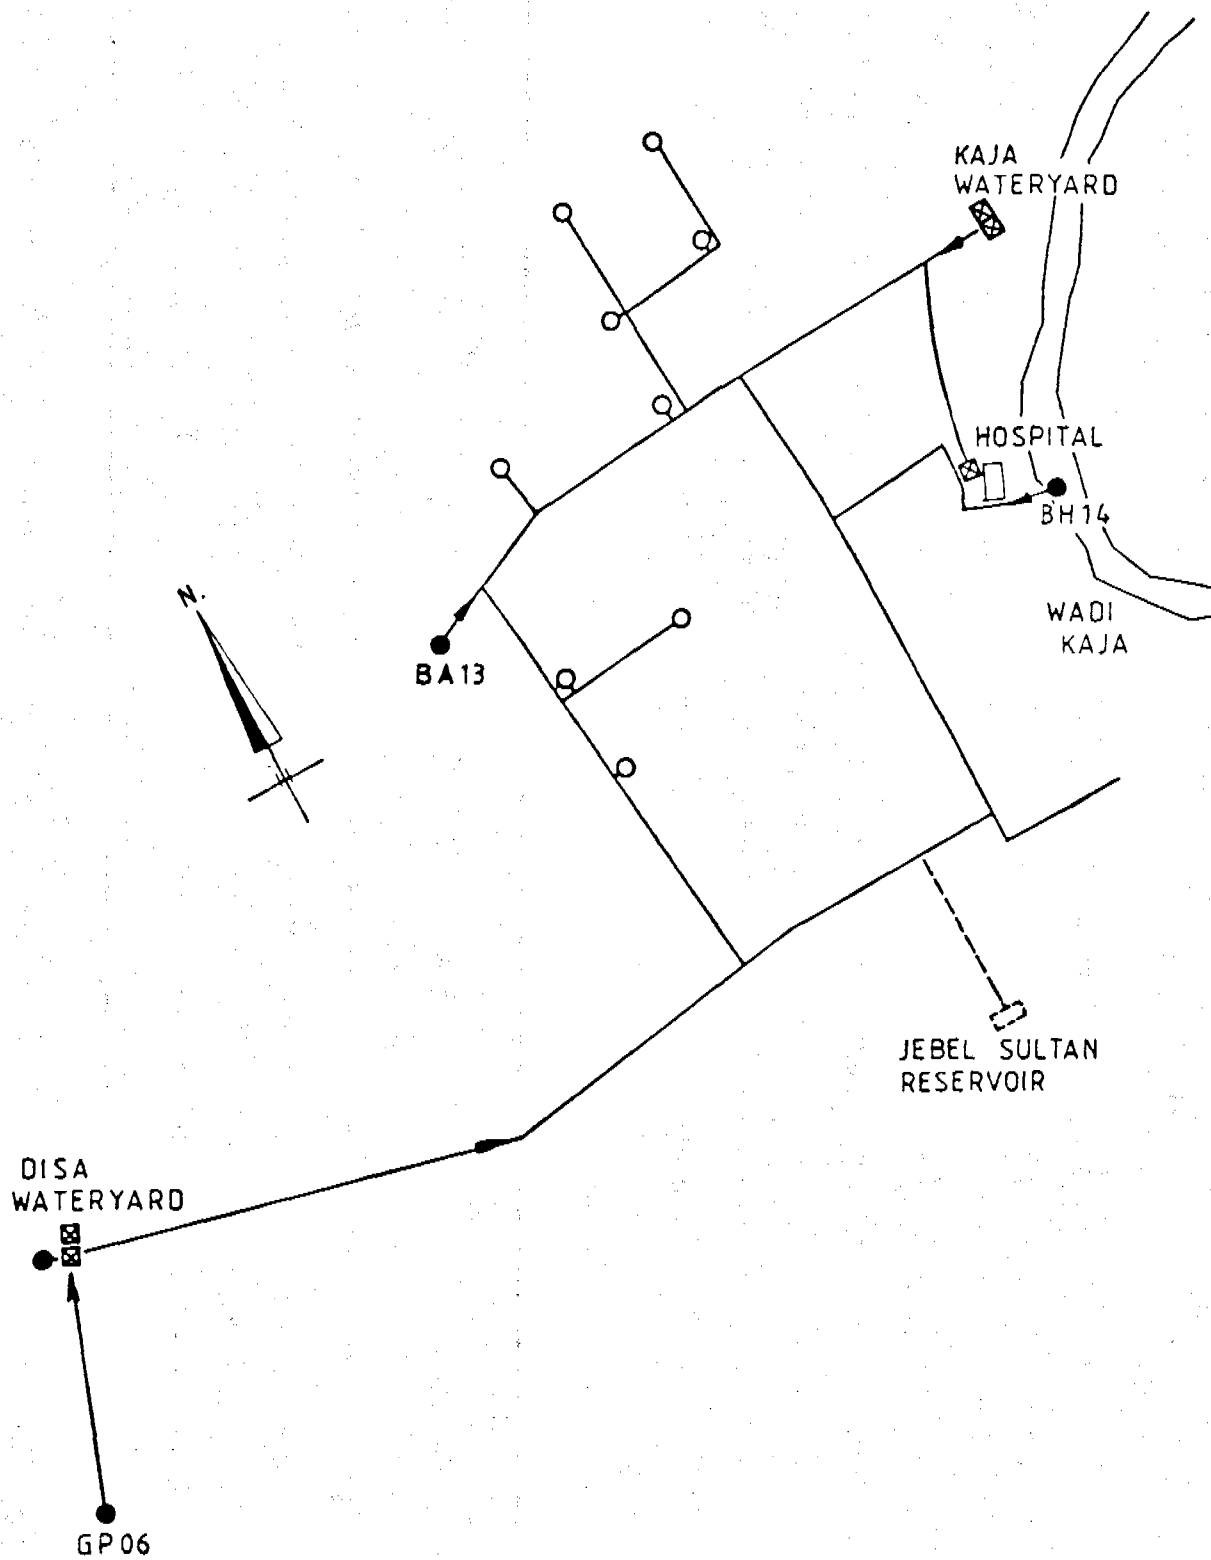 KAJA
WATERYARD
HOSPITAL
BH14
N.
WADI
KAJA
BA13
JEBEL SULTAN
RESERVOIR
DISA
WATERYARD
GP06